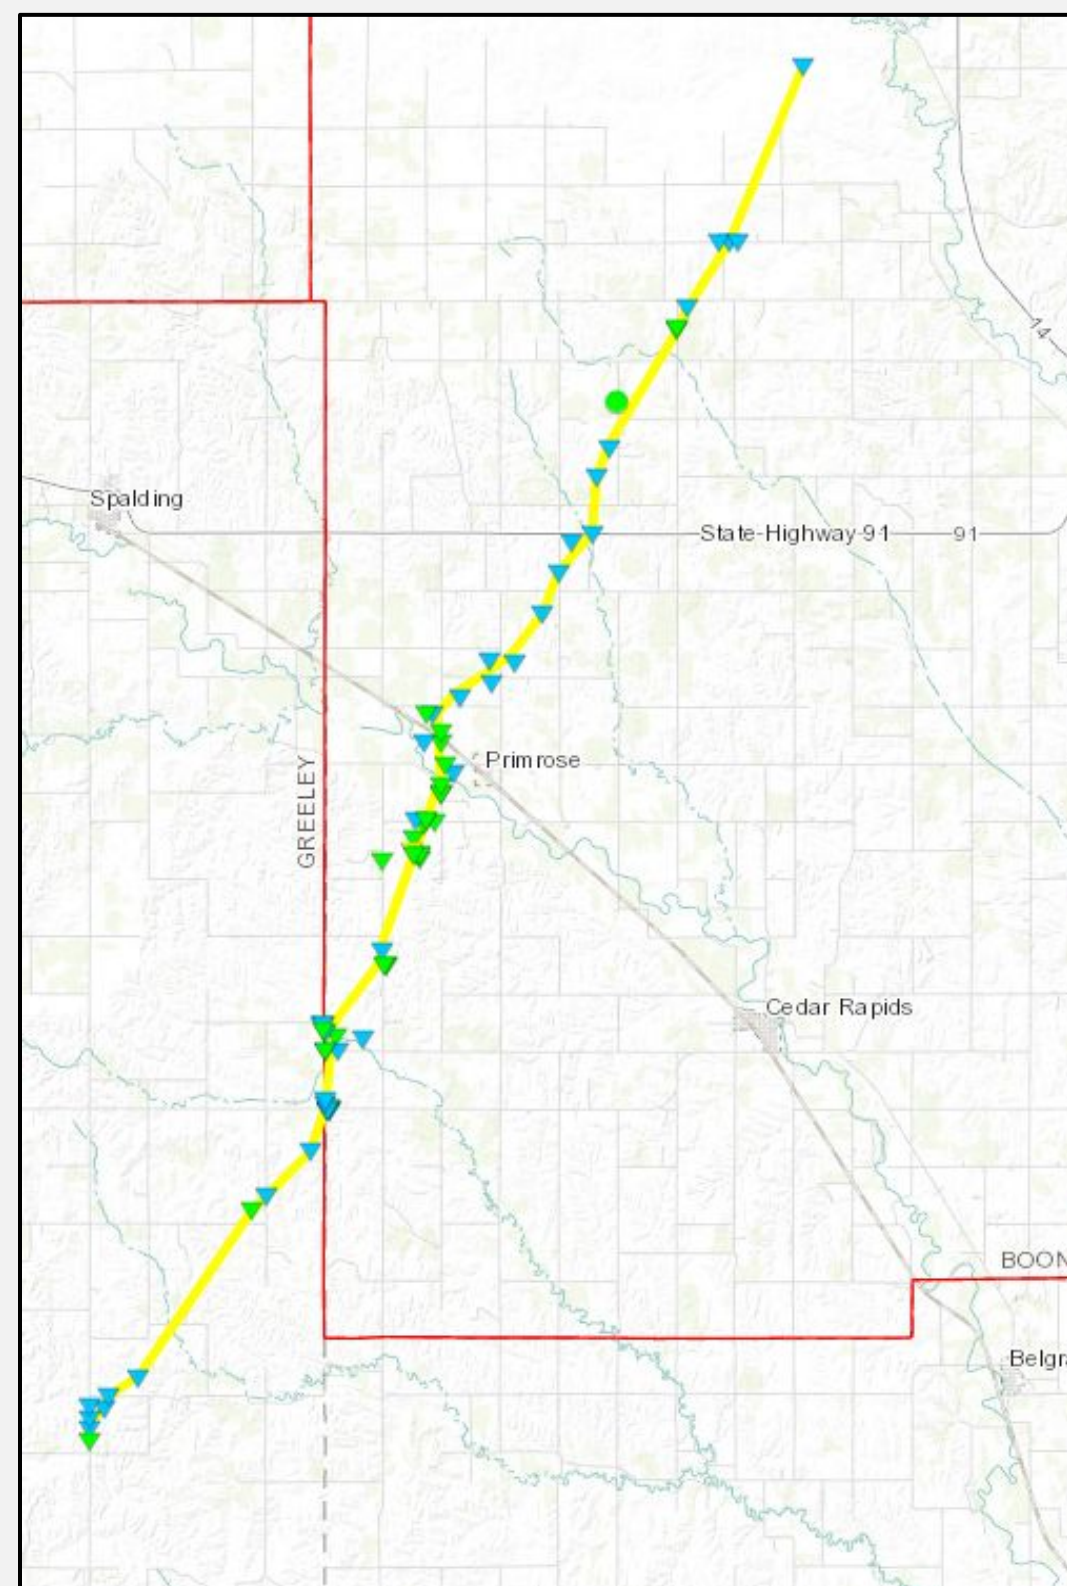 14
Spalding
State-Highway 91
91
Primrose
GREELEY
Cedar Rapids
BOON
Belgr